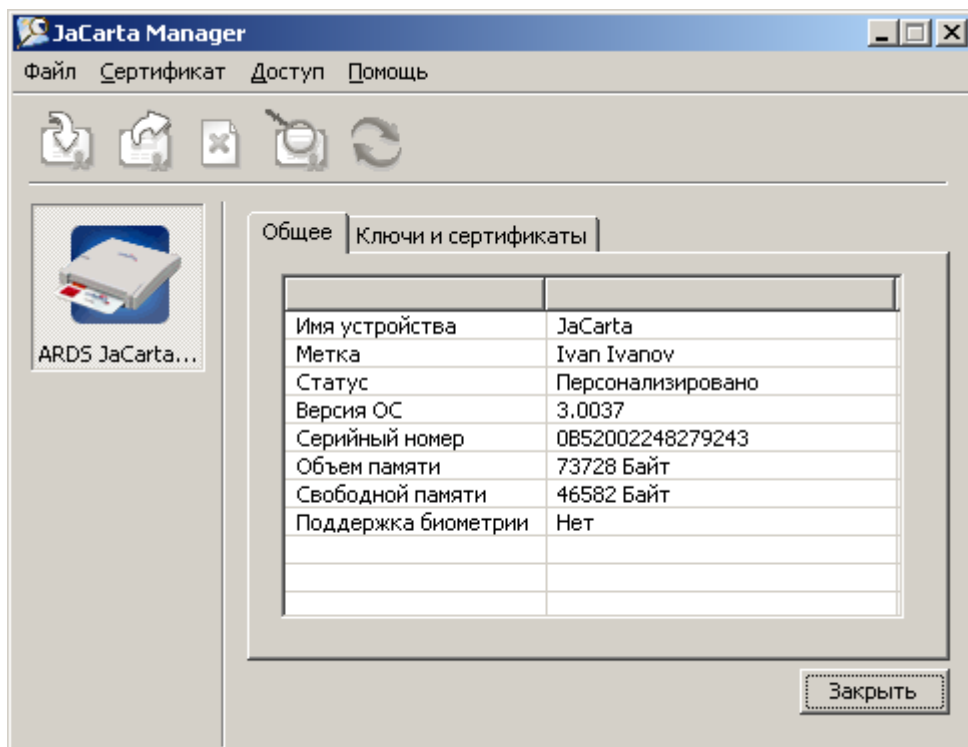 JaCarta Manager
Файл Сертификат Доступ Помощь
ARDS JaCarta...
Общее Ключи и сертификаты
Имя устройства JaCarta
Метка Ivan Ivanov
Статус Персонализировано
Версия ОС 3.0037
Серийный номер 0B52002248279243
Объем памяти 73728 Байт
Свободной памяти 46582 Байт
Поддержка биометрии Нет
Закрыть